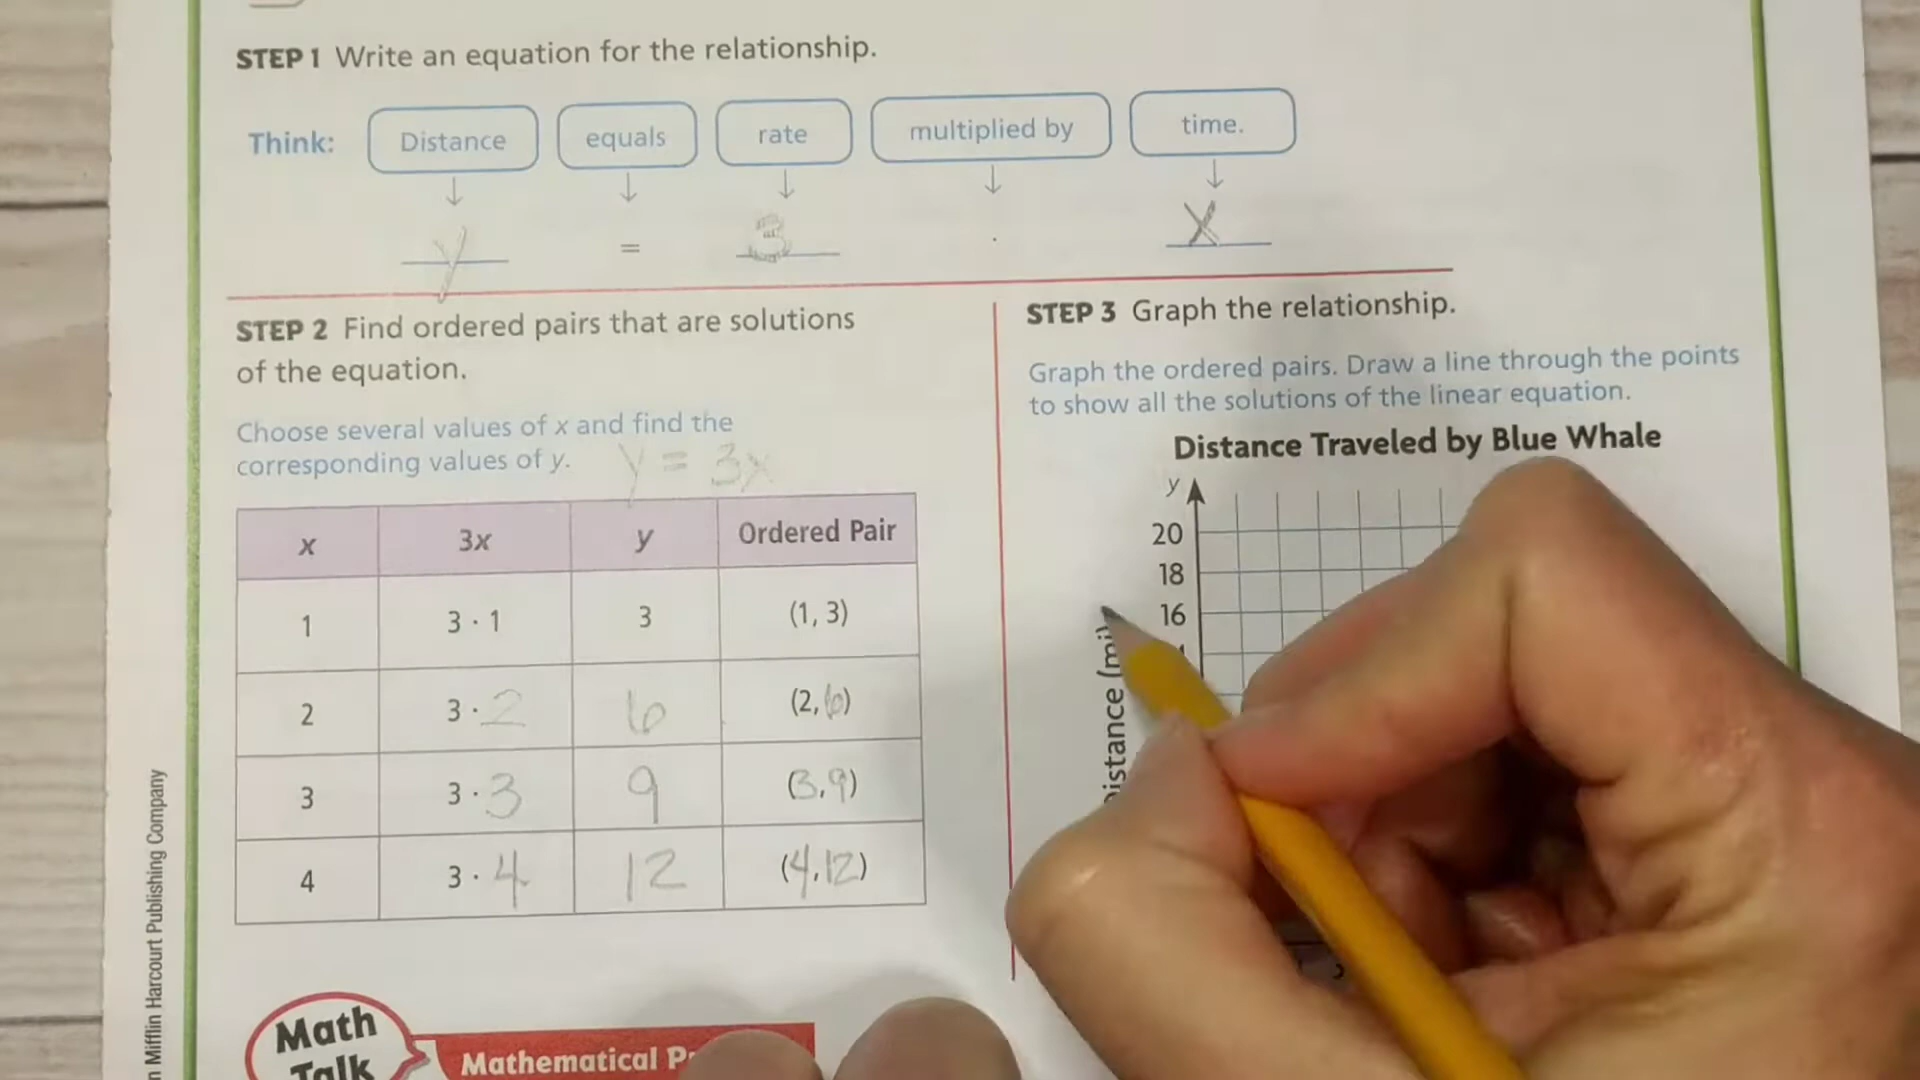 STEP 1 Write an equation for the relationship.
Think: Distance equals rate multiplied by time.
y = 3 · x
STEP 2 Find ordered pairs that are solutions
of the equation.
Choose several values of x and find the
corresponding values of y. y = 3x
x 3x y Ordered Pair
1 3 · 1 3 (1, 3)
2 3 · 2 6 (2, 6)
3 3 · 3 9 (3, 9)
4 3 · 4 12 (4, 12)
STEP 3 Graph the relationship.
Graph the ordered pairs. Draw a line through the points
to show all the solutions of the linear equation.
Distance Traveled by Blue Whale
y
20
18
16
Math
Talk
Mathematical
Mifflin Harcourt Publishing Company